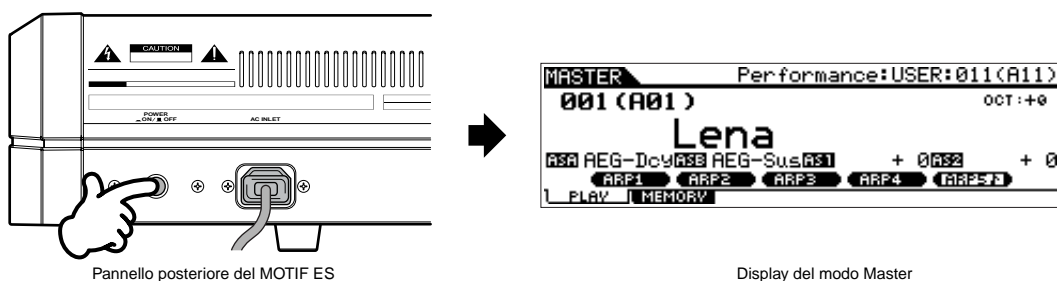 CAUTION
POWER
ON/ OFF
AC INLET
Pannello posteriore del MOTIF ES
MASTER Performance:USER:011(A11)
001(A01) OCT:+0
Lena
ASA AEG-Dcy ASB AEG-Sus AS1 + 0 AS2 + 0
ARP1 ARP2 ARP3 ARP4 ARP5
PLAY MEMORY
Display del modo Master